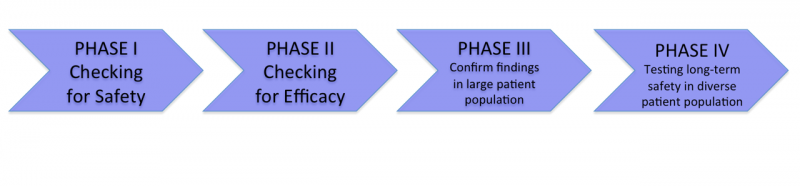 PHASE I
Checking
for Safety
PHASE II
Checking
for Efficacy
PHASE III
Confirm findings
in large patient
population
PHASE IV
Testing long-term
safety in diverse
patient population